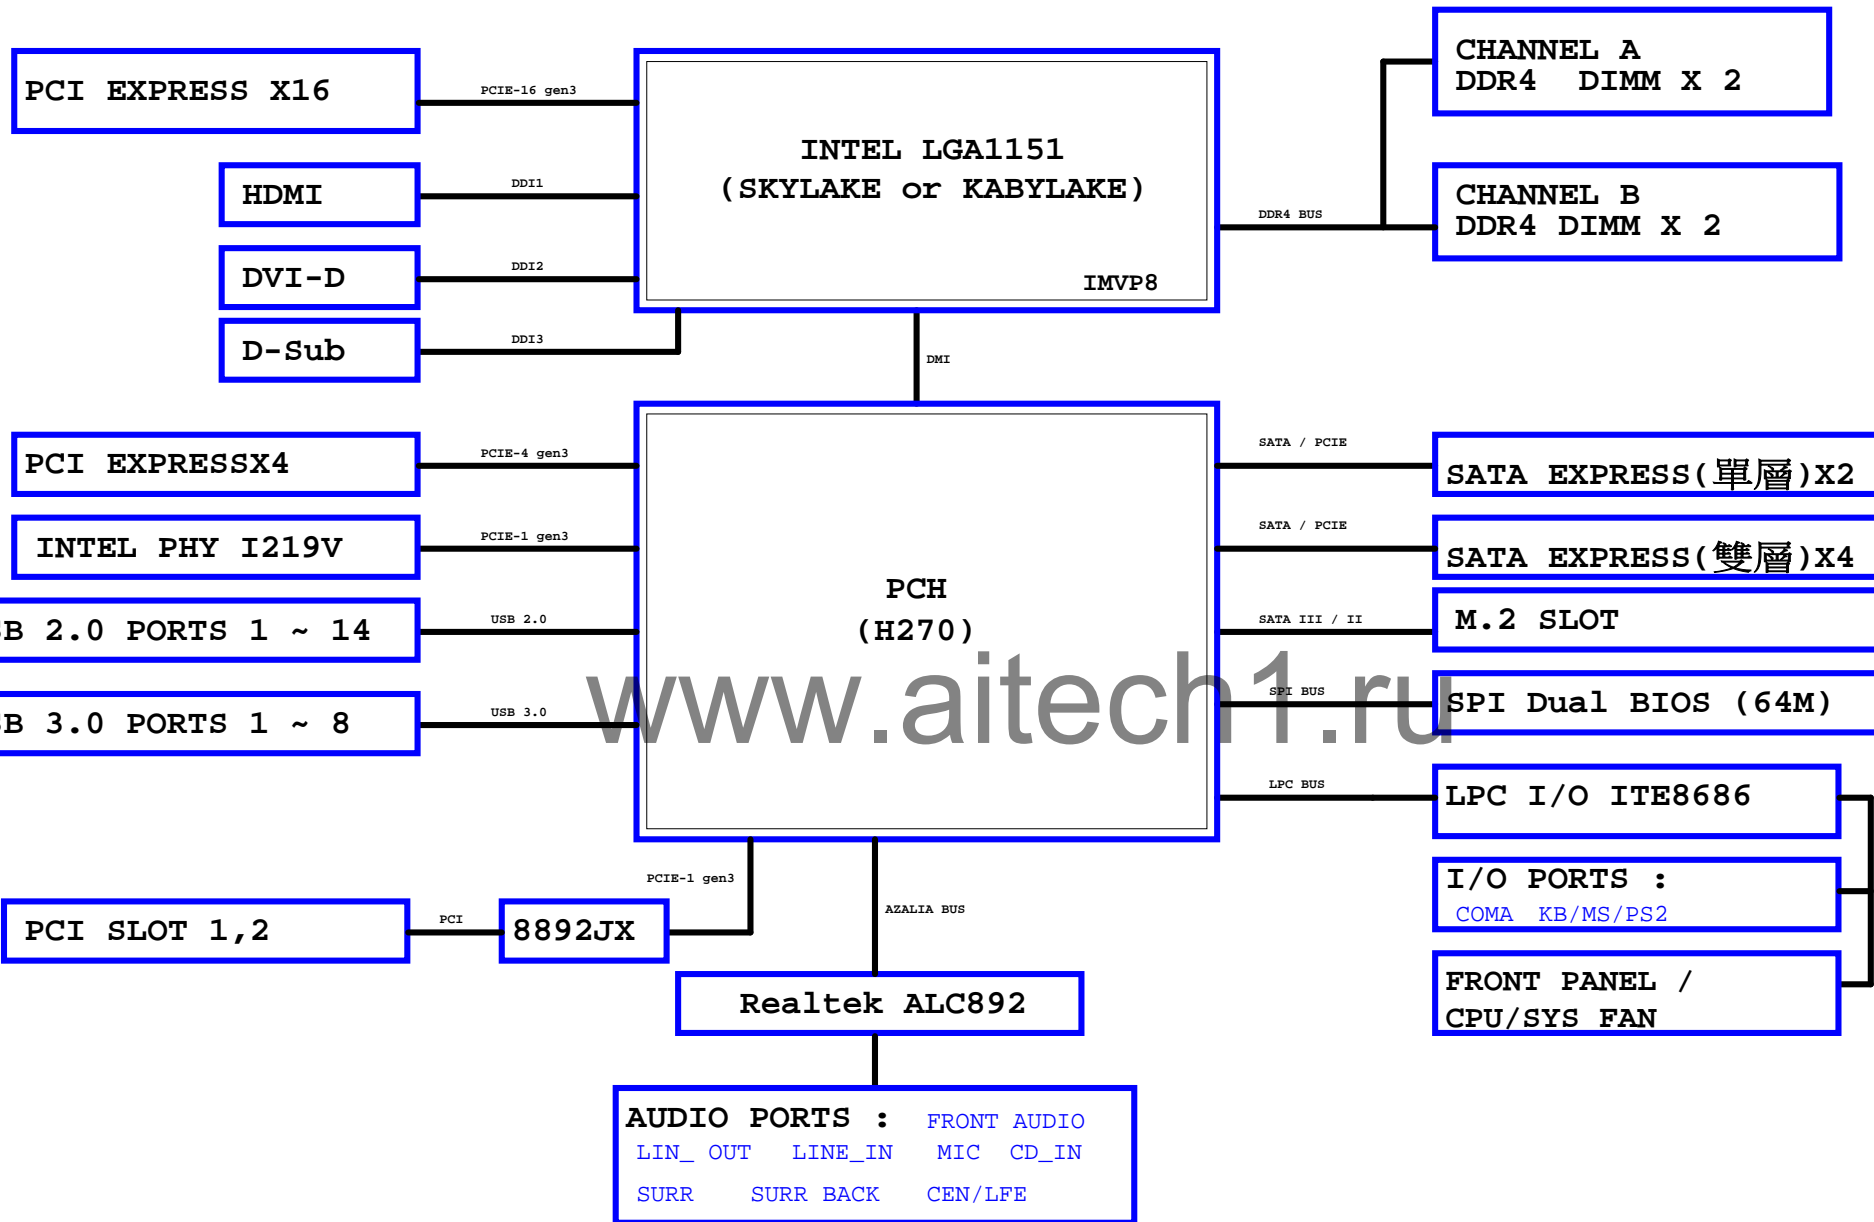 PCI EXPRESS X16
PCIE-16 gen3
HDMI
DDI1
DVI-D
DDI2
D-Sub
DDI3
INTEL LGA1151
(SKYLAKE or KABYLAKE)
IMVP8
DDR4 BUS
CHANNEL A
DDR4 DIMM X 2
CHANNEL B
DDR4 DIMM X 2
DMI
PCI EXPRESSX4
PCIE-4 gen3
INTEL PHY I219V
PCIE-1 gen3
B 2.0 PORTS 1 ~ 14
USB 2.0
B 3.0 PORTS 1 ~ 8
USB 3.0
PCH
(H270)
www.aitech1.ru
SATA / PCIE
SATA EXPRESS(單層)X2
SATA / PCIE
SATA EXPRESS(雙層)X4
SATA III / II
M.2 SLOT
SPI BUS
SPI Dual BIOS (64M)
LPC BUS
LPC I/O ITE8686
I/O PORTS :
COMA KB/MS/PS2
FRONT PANEL /
CPU/SYS FAN
PCI SLOT 1,2
PCI
8892JX
PCIE-1 gen3
AZALIA BUS
Realtek ALC892
AUDIO PORTS : FRONT AUDIO
LIN_ OUT LINE_IN MIC CD_IN
SURR SURR BACK CEN/LFE